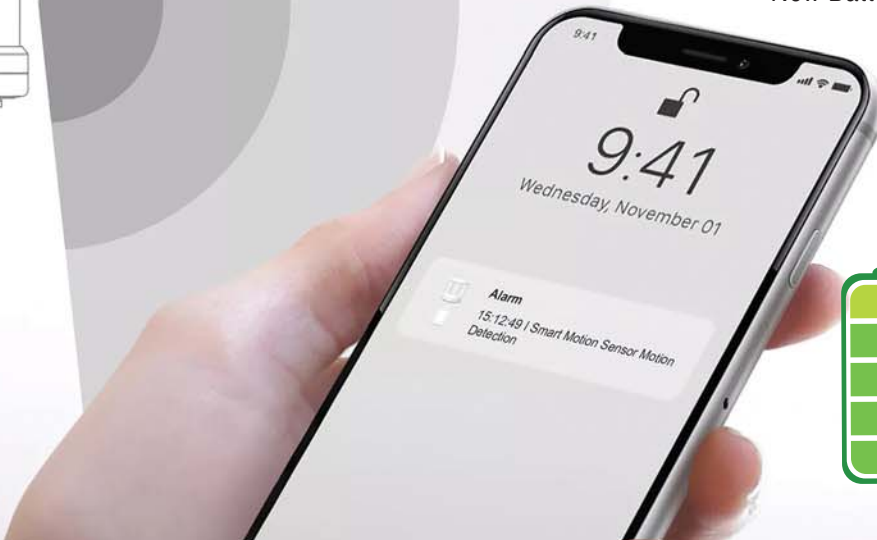 9:41
9:41
Wednesday, November 01
Alarm
15:12:49 | Smart Motion Sensor Motion
Detection